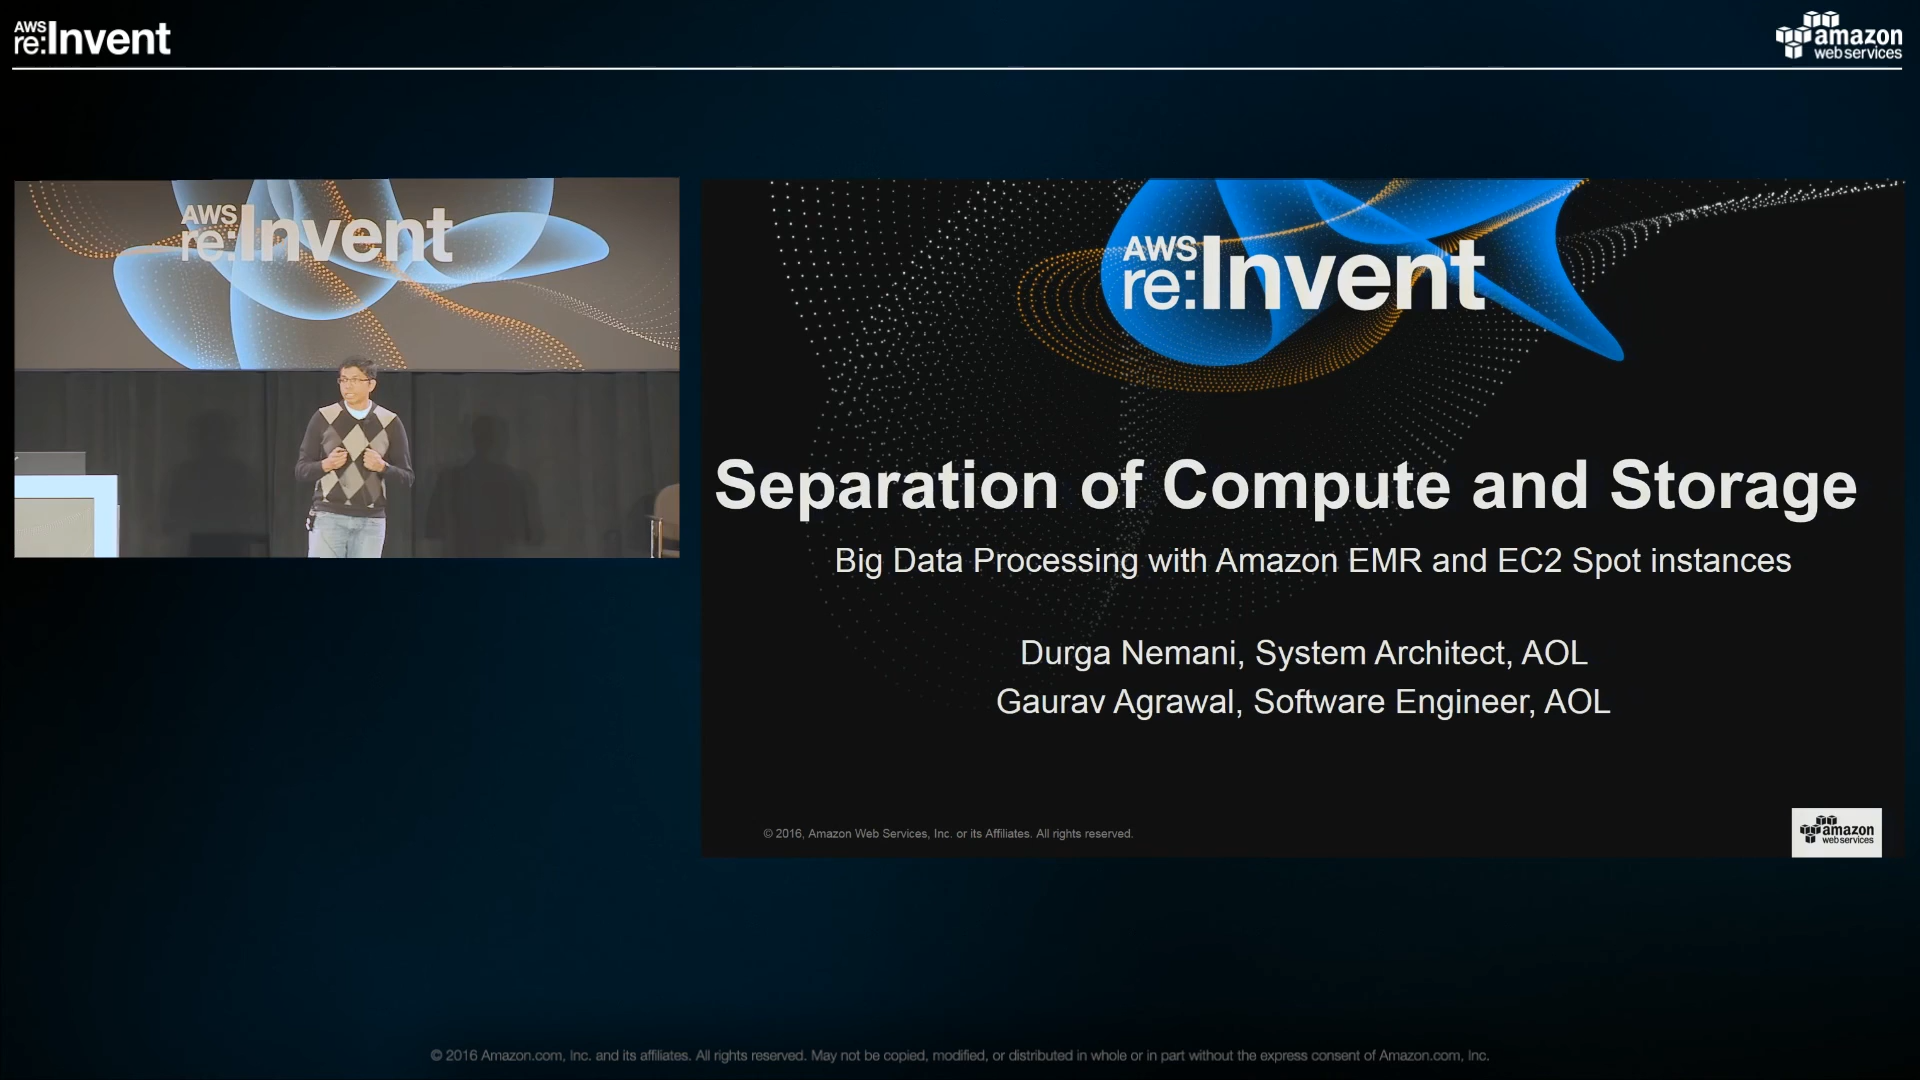 AWS
re:Invent
amazon
webservices
AWS
re:Invent
AWS
re:Invent
Separation of Compute and Storage
Big Data Processing with Amazon EMR and EC2 Spot instances
Durga Nemani, System Architect, AOL
Gaurav Agrawal, Software Engineer, AOL
© 2016, Amazon Web Services, Inc. or its Affiliates. All rights reserved.
amazon
webservices
© 2016 Amazon.com, Inc. and its affiliates. All rights reserved. May not be copied, modified, or distributed in whole or in part without the express consent of Amazon.com, Inc.